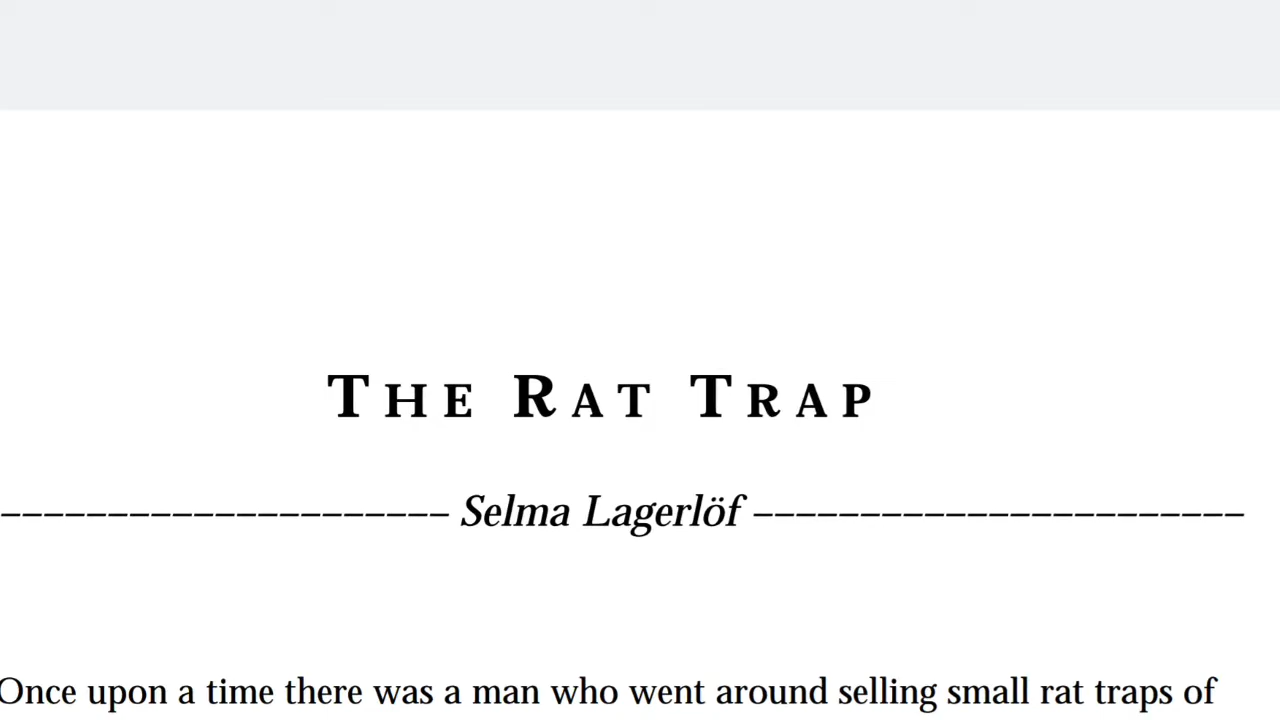 THE RAT TRAP
–––––––––––––––––––––– Selma Lagerlöf –––––––––––––––––––––––
Once upon a time there was a man who went around selling small rat traps of